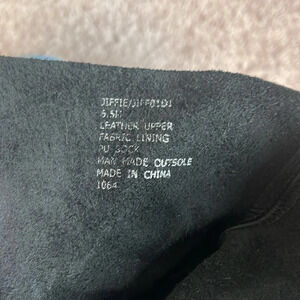 JIFFIE/JIFF01D1
6.5M
LEATHER UPPER
FABRIC LINING
PU SOCK
MAN MADE OUTSOLE
MADE IN CHINA
1064